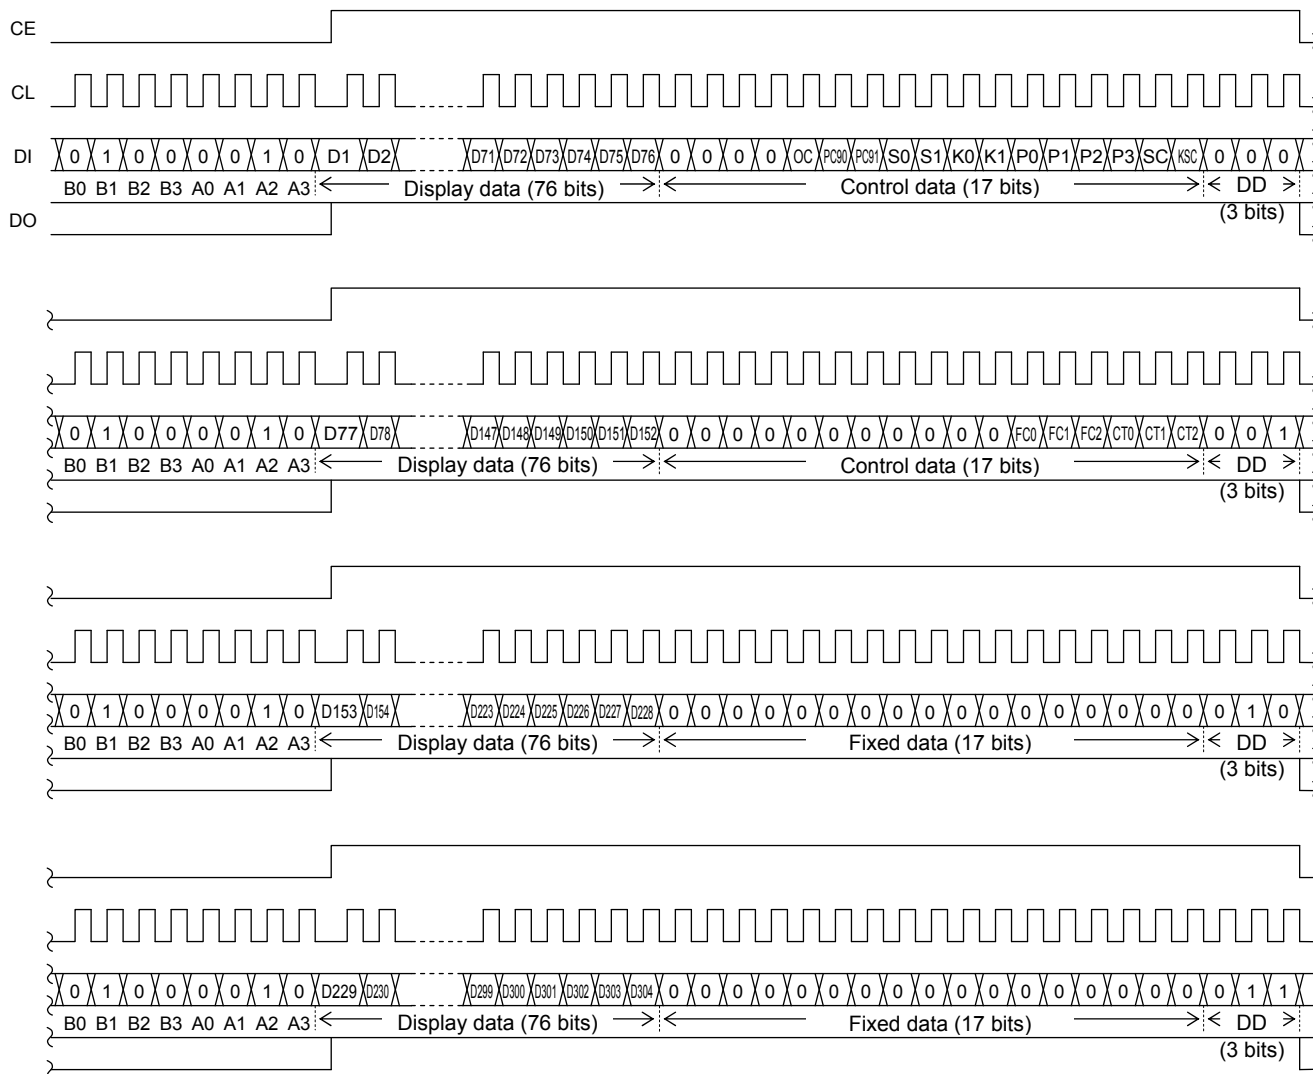 CE
CL
DI 0 1 0 0 0 0 1 0 D1 D2 D71 D72 D73 D74 D75 D76 0 0 0 0 OC PC90 PC91 S0 S1 K0 K1 P0 P1 P2 P3 SC KSC 0 0 0
B0 B1 B2 B3 A0 A1 A2 A3 Display data (76 bits) Control data (17 bits) DD
(3 bits)
DO
0 1 0 0 0 0 1 0 D77 D78 D147 D148 D149 D150 D151 D152 0 0 0 0 0 0 0 0 0 0 0 FC0 FC1 FC2 CT0 CT1 CT2 0 0 1
B0 B1 B2 B3 A0 A1 A2 A3 Display data (76 bits) Control data (17 bits) DD
(3 bits)
0 1 0 0 0 0 1 0 D153 D154 D223 D224 D225 D226 D227 D228 0 0 0 0 0 0 0 0 0 0 0 0 0 0 0 0 0 0 1 0
B0 B1 B2 B3 A0 A1 A2 A3 Display data (76 bits) Fixed data (17 bits) DD
(3 bits)
0 1 0 0 0 0 1 0 D229 D230 D299 D300 D301 D302 D303 D304 0 0 0 0 0 0 0 0 0 0 0 0 0 0 0 0 0 0 1 1
B0 B1 B2 B3 A0 A1 A2 A3 Display data (76 bits) Fixed data (17 bits) DD
(3 bits)